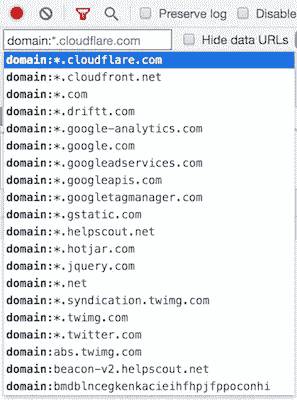 Preserve log Disable
domain:*.cloudflare.com Hide data URLs
domain:*.cloudflare.com
domain:*.cloudfront.net
domain:*.com
domain:*.driftt.com
domain:*.google-analytics.com
domain:*.google.com
domain:*.googleadservices.com
domain:*.googleapis.com
domain:*.googletagmanager.com
domain:*.gstatic.com
domain:*.helpscout.net
domain:*.hotjar.com
domain:*.jquery.com
domain:*.net
domain:*.syndication.twimg.com
domain:*.twimg.com
domain:*.twitter.com
domain:abs.twimg.com
domain:beacon-v2.helpscout.net
domain:bmdblncegkenkacieihfhpjfppoconhi